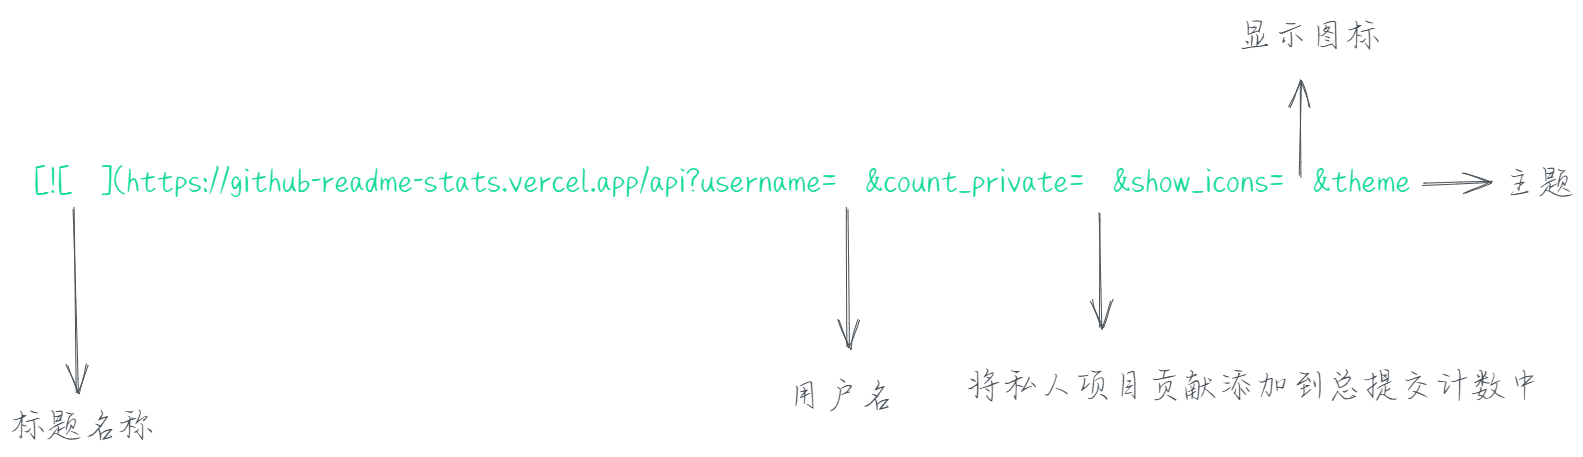 显示图标
[![ ](https://github-readme-stats.vercel.app/api?username= &count_private= &show_icons= &theme
主题
用户名
将私人项目贡献添加到总提交计数中
标题名称